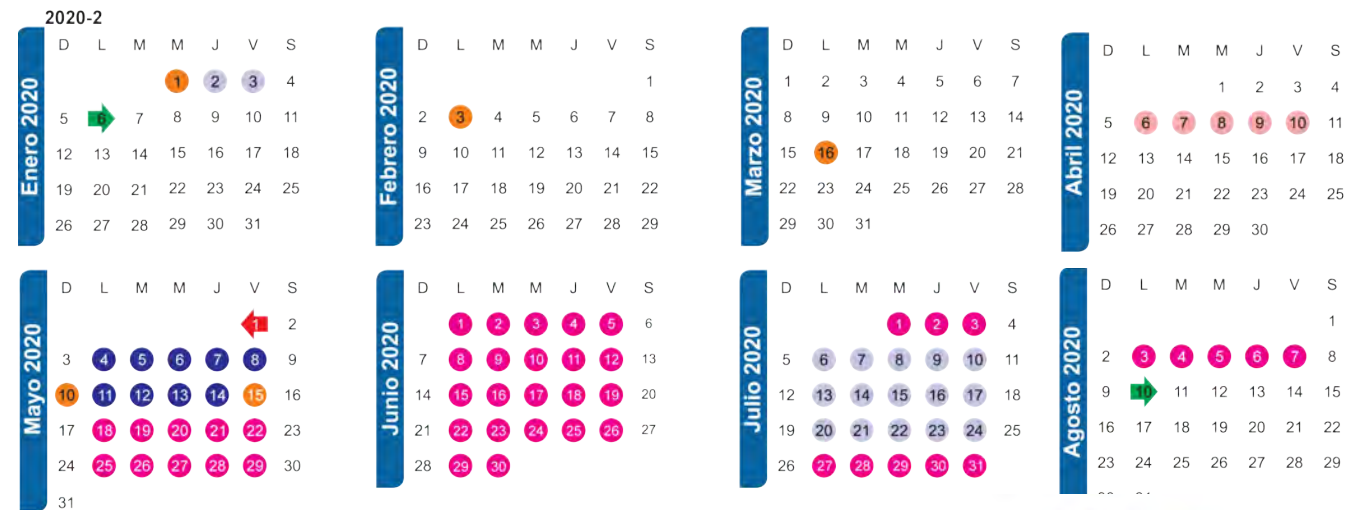 2020-2
Enero 2020
D L M M J V S
1 2 3 4
5 6 7 8 9 10 11
12 13 14 15 16 17 18
19 20 21 22 23 24 25
26 27 28 29 30 31
Febrero 2020
D L M M J V S
1
2 3 4 5 6 7 8
9 10 11 12 13 14 15
16 17 18 19 20 21 22
23 24 25 26 27 28 29
Marzo 2020
D L M M J V S
1 2 3 4 5 6 7
8 9 10 11 12 13 14
15 16 17 18 19 20 21
22 23 24 25 26 27 28
29 30 31
Abril 2020
D L M M J V S
1 2 3 4
5 6 7 8 9 10 11
12 13 14 15 16 17 18
19 20 21 22 23 24 25
26 27 28 29 30
Mayo 2020
D L M M J V S
1 2
3 4 5 6 7 8 9
10 11 12 13 14 15 16
17 18 19 20 21 22 23
24 25 26 27 28 29 30
31
Junio 2020
D L M M J V S
1 2 3 4 5 6
7 8 9 10 11 12 13
14 15 16 17 18 19 20
21 22 23 24 25 26 27
28 29 30
Julio 2020
D L M M J V S
1 2 3 4
5 6 7 8 9 10 11
12 13 14 15 16 17 18
19 20 21 22 23 24 25
26 27 28 29 30 31
Agosto 2020
D L M M J V S
1
2 3 4 5 6 7 8
9 10 11 12 13 14 15
16 17 18 19 20 21 22
23 24 25 26 27 28 29